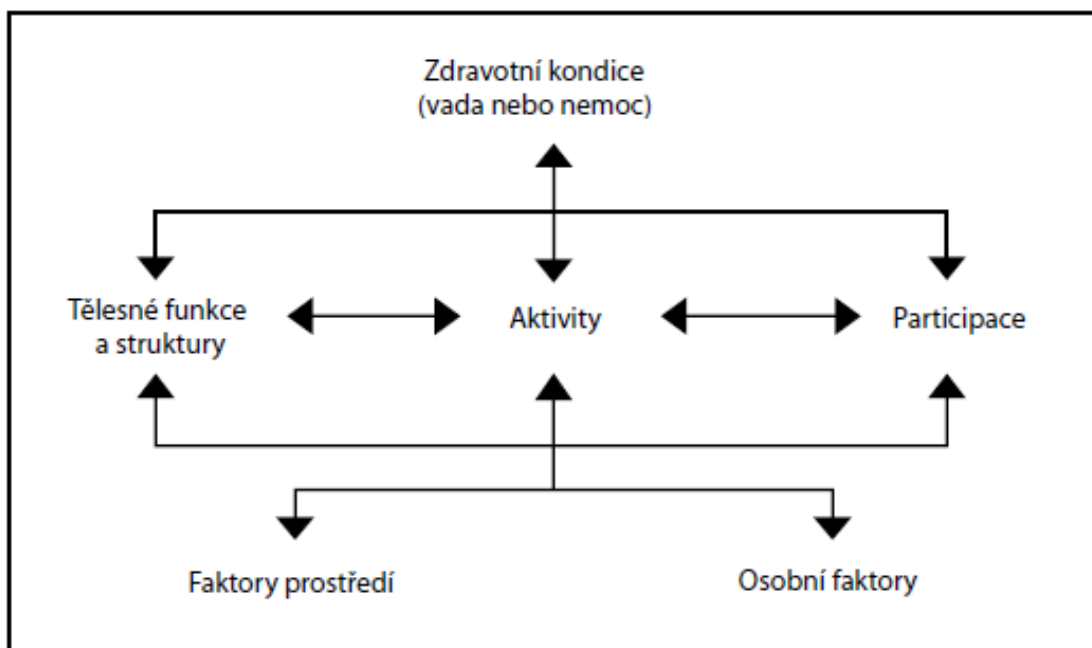 Zdravotní kondice
(vada nebo nemoc)
Tělesné funkce
a struktury
Aktivity
Participace
Faktory prostředí
Osobní faktory